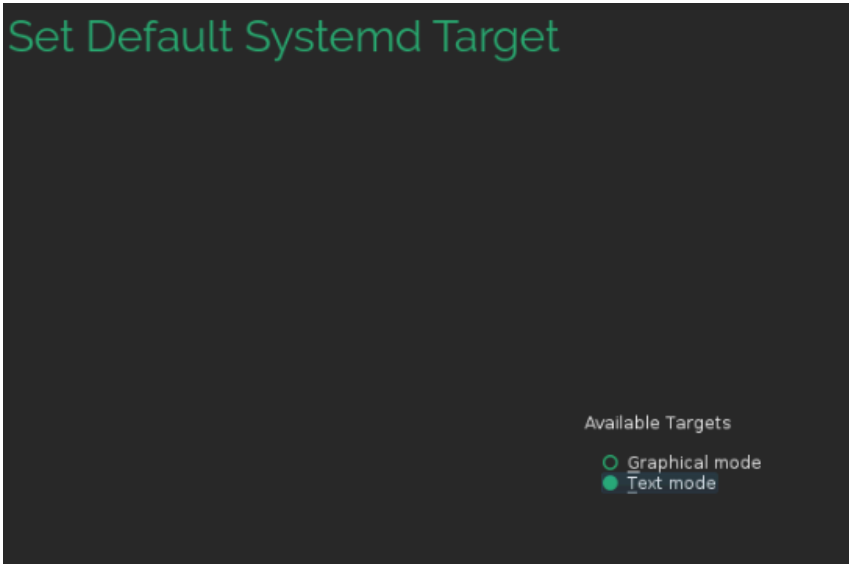 Set Default Systemd Target
Available Targets
Graphical mode
Text mode